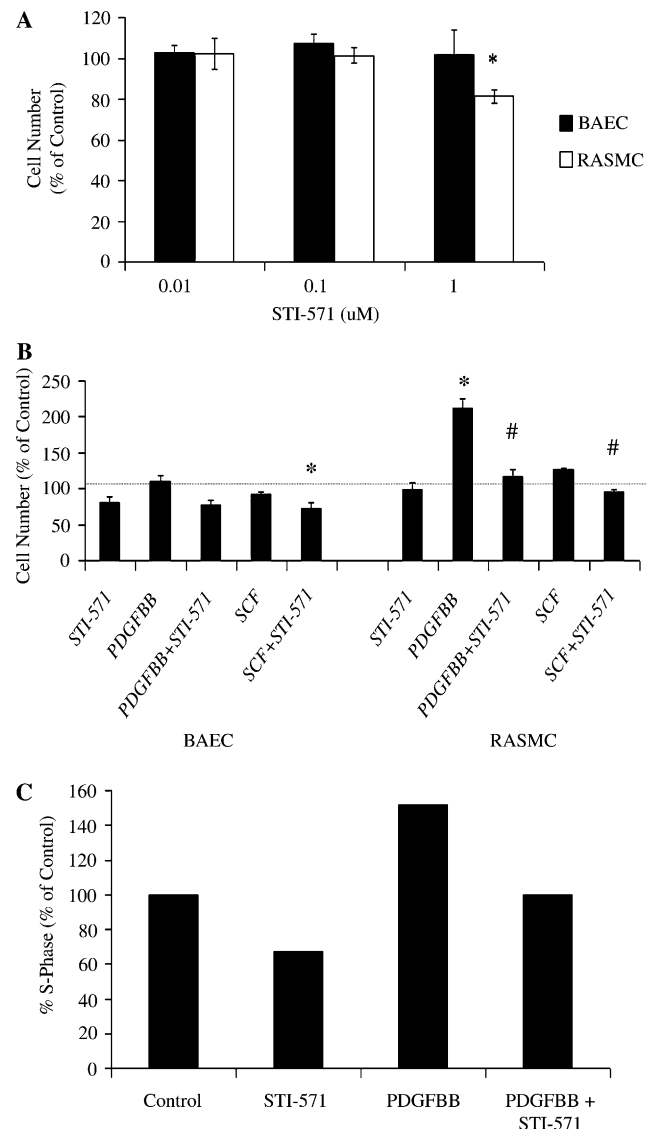 A
120
100
80
60
40
20
0
Cell Number
(% of Control)
*
BAEC
RASMC
0.01 0.1 1
STI-571 (uM)
B
250
200
150
100
50
0
Cell Number (% of Control)
*
*
#
#
STI-571
PDGFBB
PDGFBB+STI-571
SCF
SCF+STI-571
STI-571
PDGFBB
PDGFBB+STI-571
SCF
SCF+STI-571
BAEC RASMC
C
160
140
120
100
80
60
40
20
0
% S-Phase (% of Control)
Control STI-571 PDGFBB PDGFBB +
STI-571